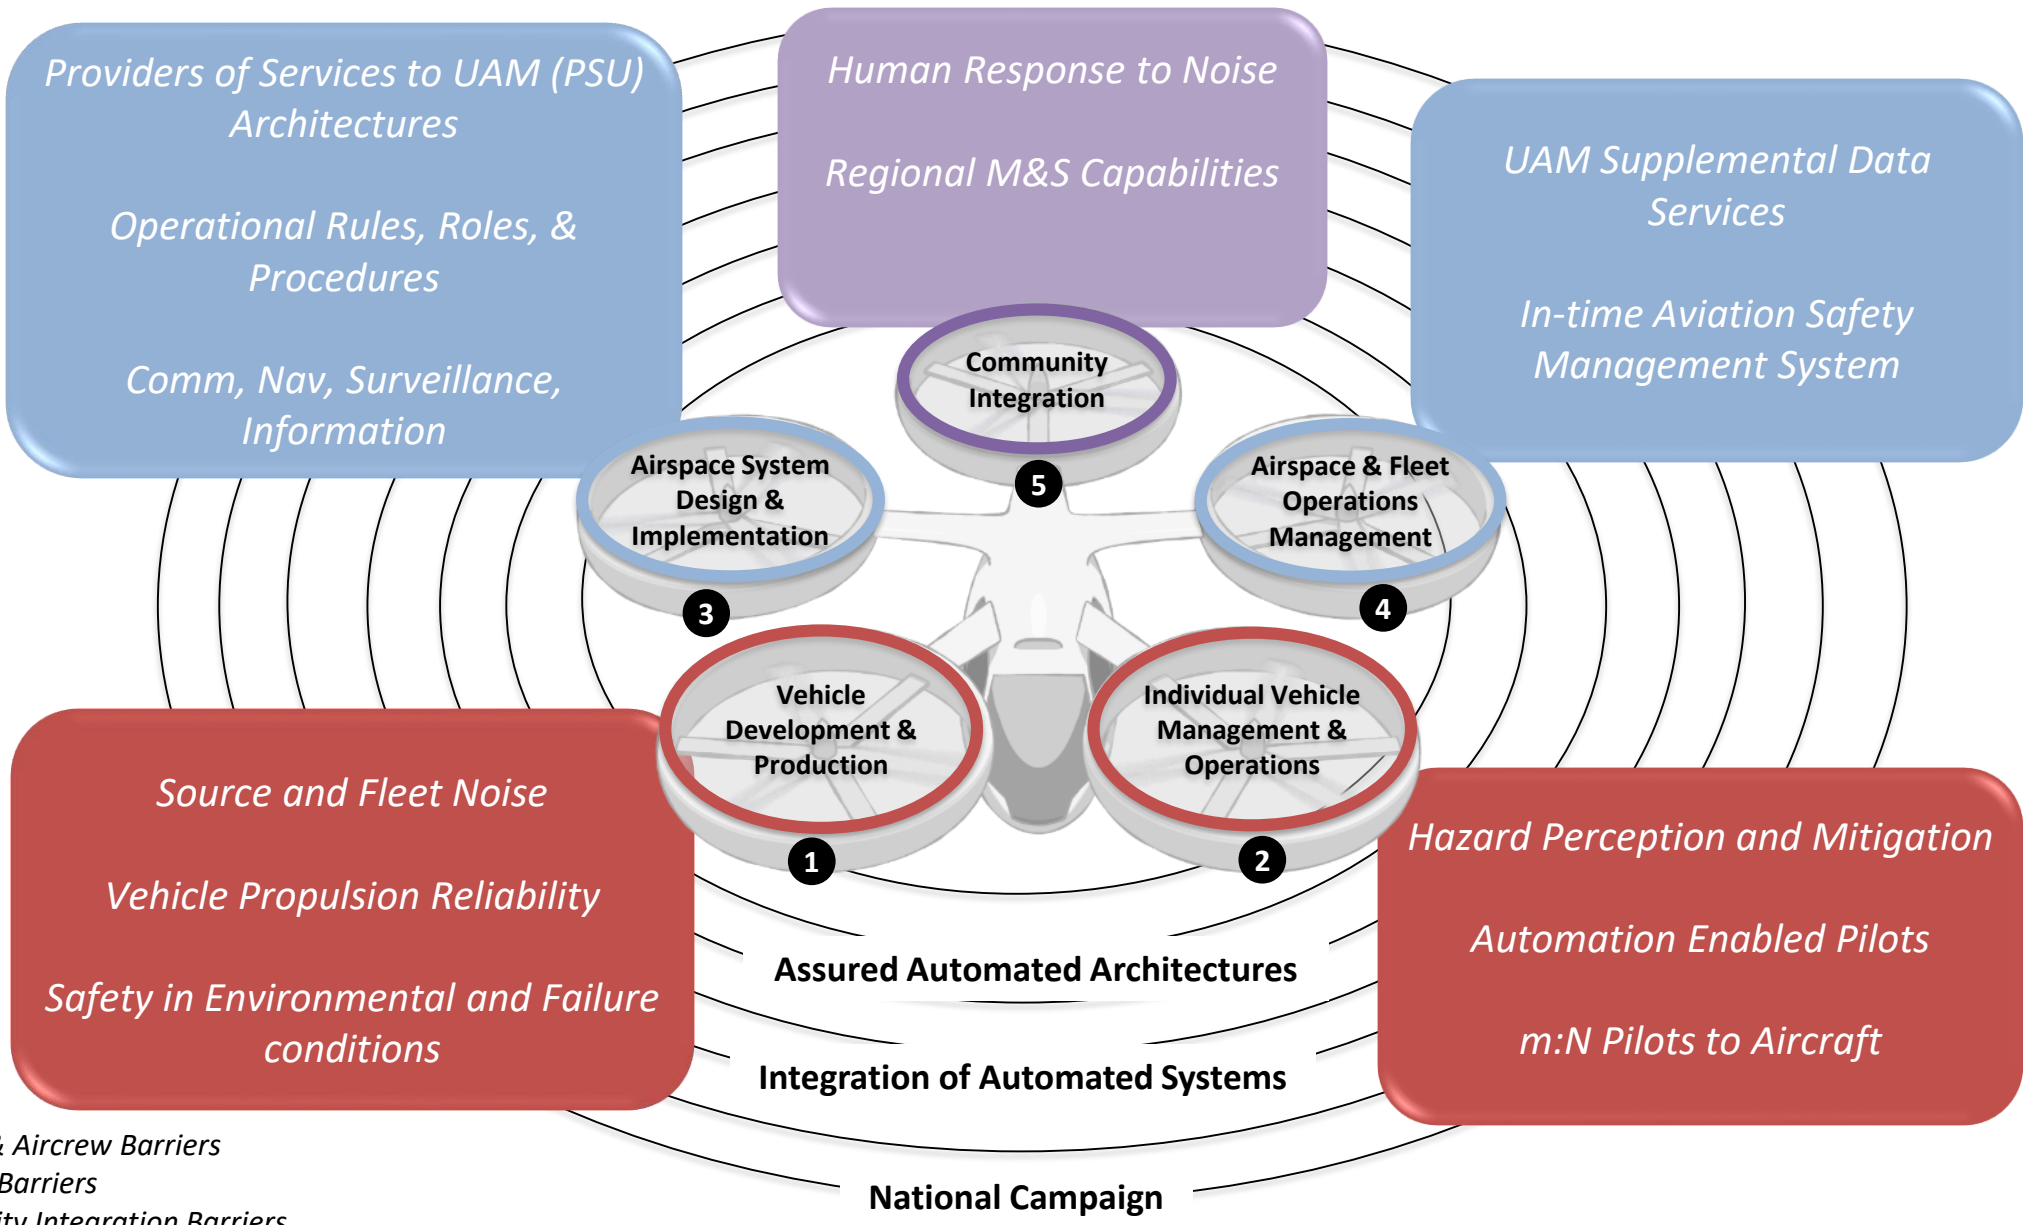 Providers of Services to UAM (PSU)
Architectures
Operational Rules, Roles, &
Procedures
Comm, Nav, Surveillance,
Information
Human Response to Noise
Regional M&S Capabilities
UAM Supplemental Data
Services
In-time Aviation Safety
Management System
Community
Integration
5
Airspace System
Design &
Implementation
3
Airspace & Fleet
Operations
Management
4
Vehicle
Development &
Production
1
Individual Vehicle
Management &
Operations
2
Source and Fleet Noise
Vehicle Propulsion Reliability
Safety in Environmental and Failure
conditions
Hazard Perception and Mitigation
Automation Enabled Pilots
m:N Pilots to Aircraft
Assured Automated Architectures
Integration of Automated Systems
National Campaign
& Aircrew Barriers
Barriers
Integration Barriers